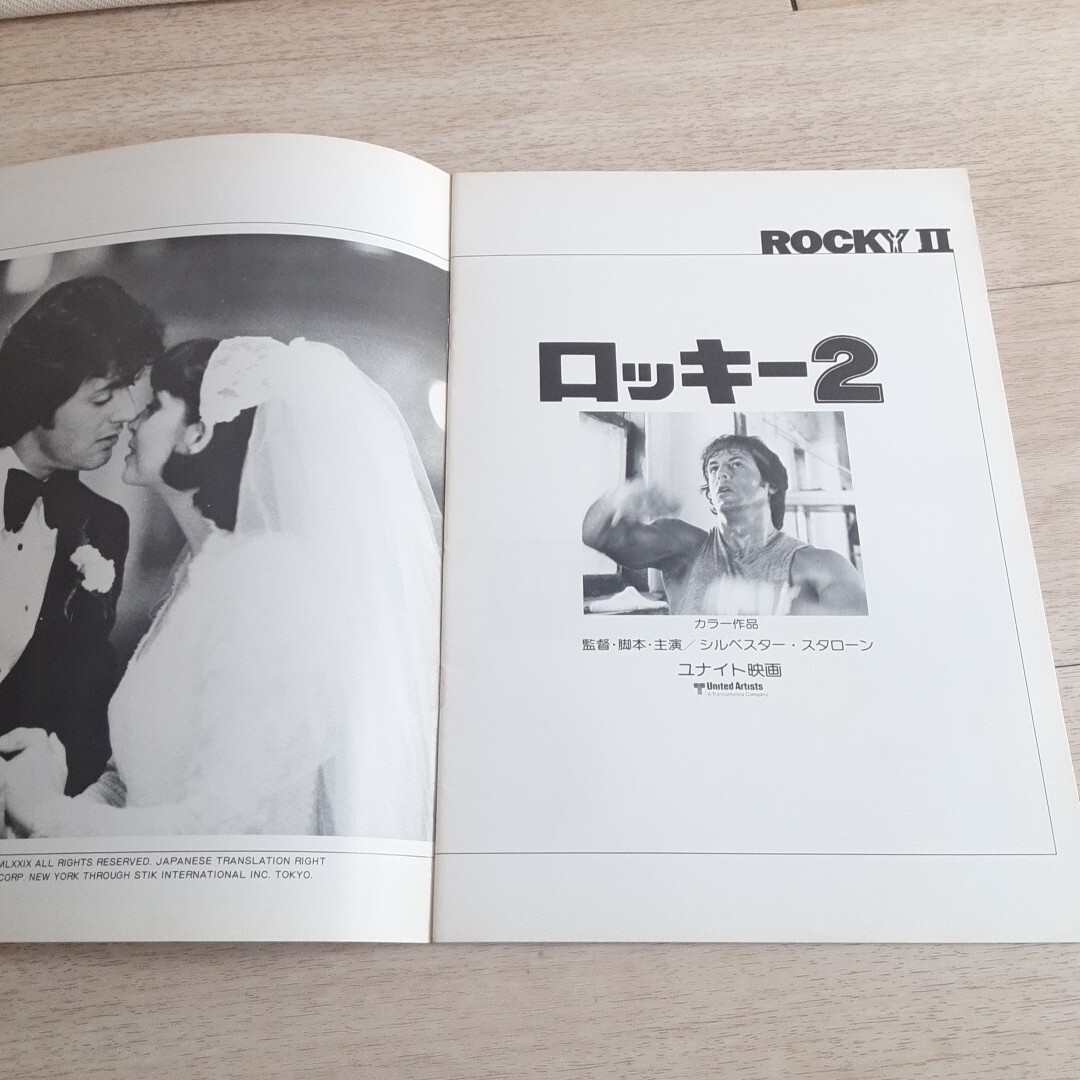 MLXXIX ALL RIGHTS RESERVED. JAPANESE TRANSLATION RIGHT
CORP. NEW YORK THROUGH STIK INTERNATIONAL INC. TOKYO.
ROCKY II
ロッキー2
カラー作品
監督・脚本・主演/シルベスター・スタローン
ユナイト映画
United Artists
A Transamerica Company